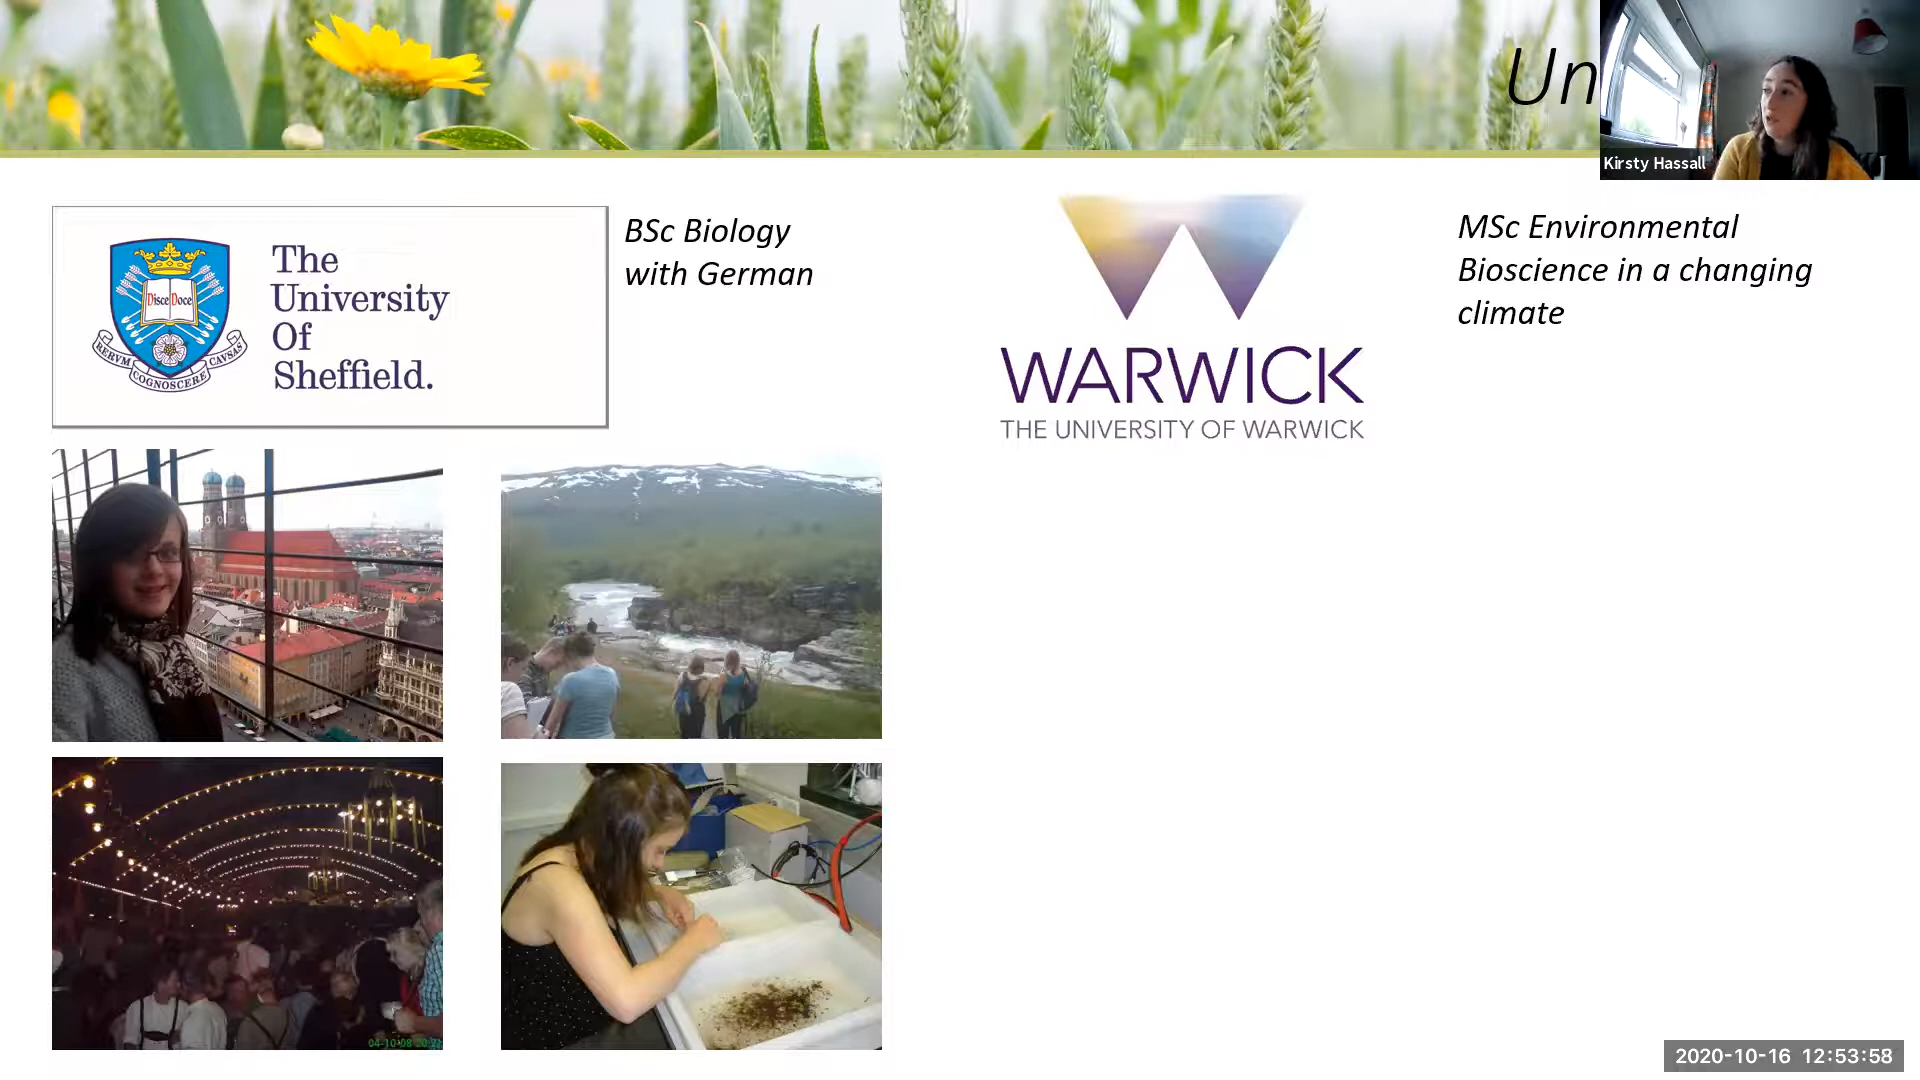 Un
Kirsty Hassall
Disce Doce
RERVM COGNOSCERE CAVSAS
The
University
Of
Sheffield.
BSc Biology
with German
WARWICK
THE UNIVERSITY OF WARWICK
MSc Environmental
Bioscience in a changing
climate
2020-10-16 12:53:58